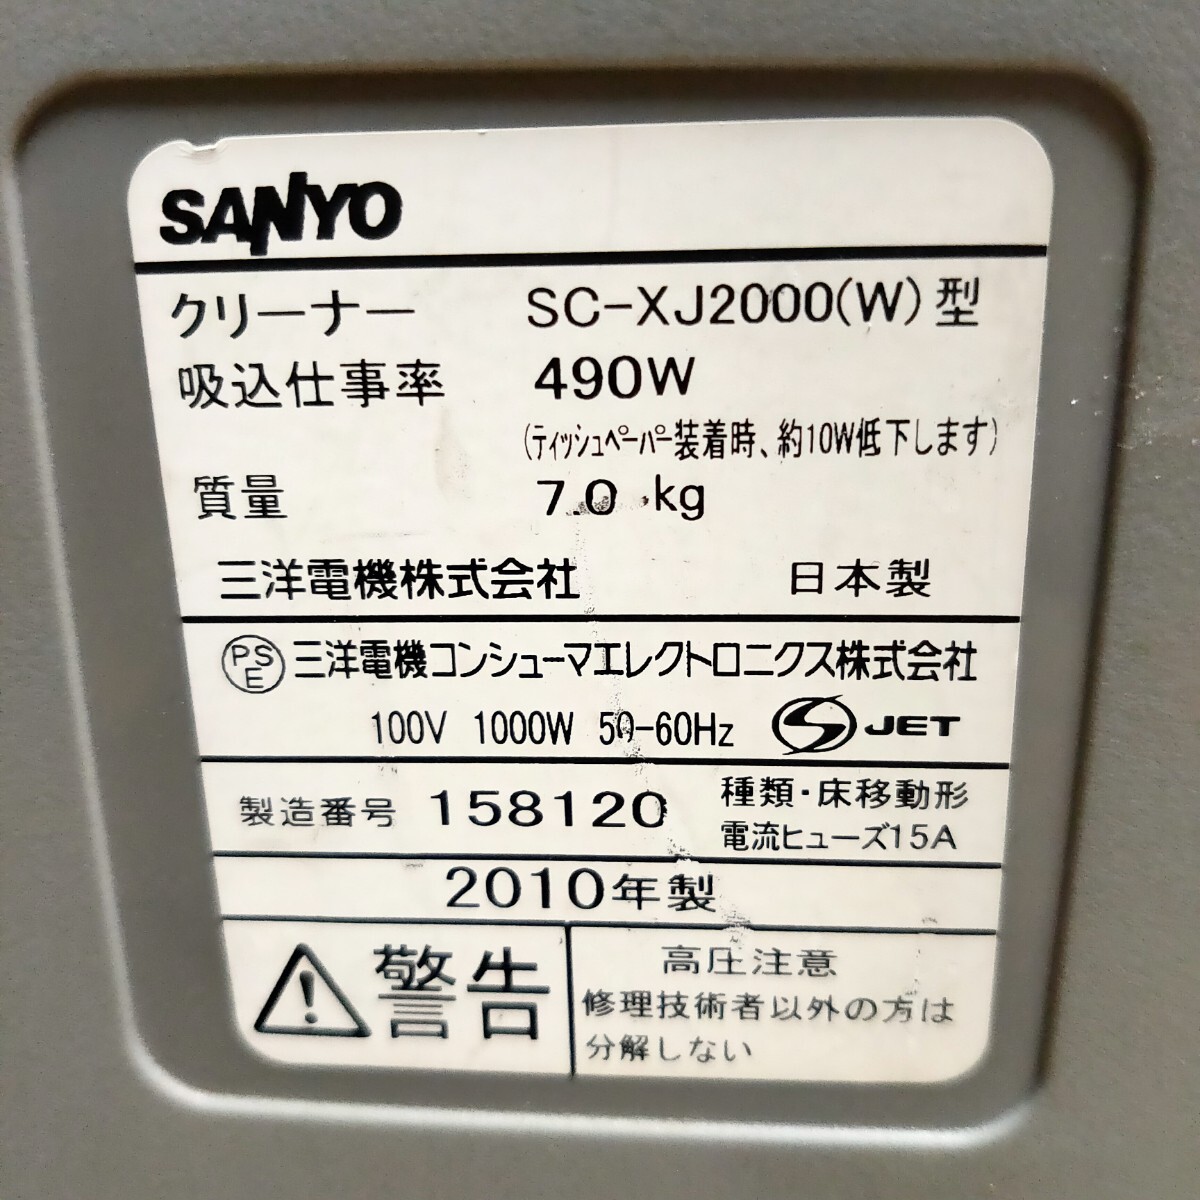 SANYO
クリーナー SC-XJ2000(W)型
吸込仕事率 490W
(ティッシュペーパー装着時、約10W低下します)
質量 7.0 kg
三洋電機株式会社 日本製
PSE 三洋電機コンシューマエレクトロニクス株式会社
100V 1000W 50-60Hz JET
製造番号 158120
種類・床移動形
電流ヒューズ15A
2010年製
警告
高圧注意
修理技術者以外の方は
分解しない